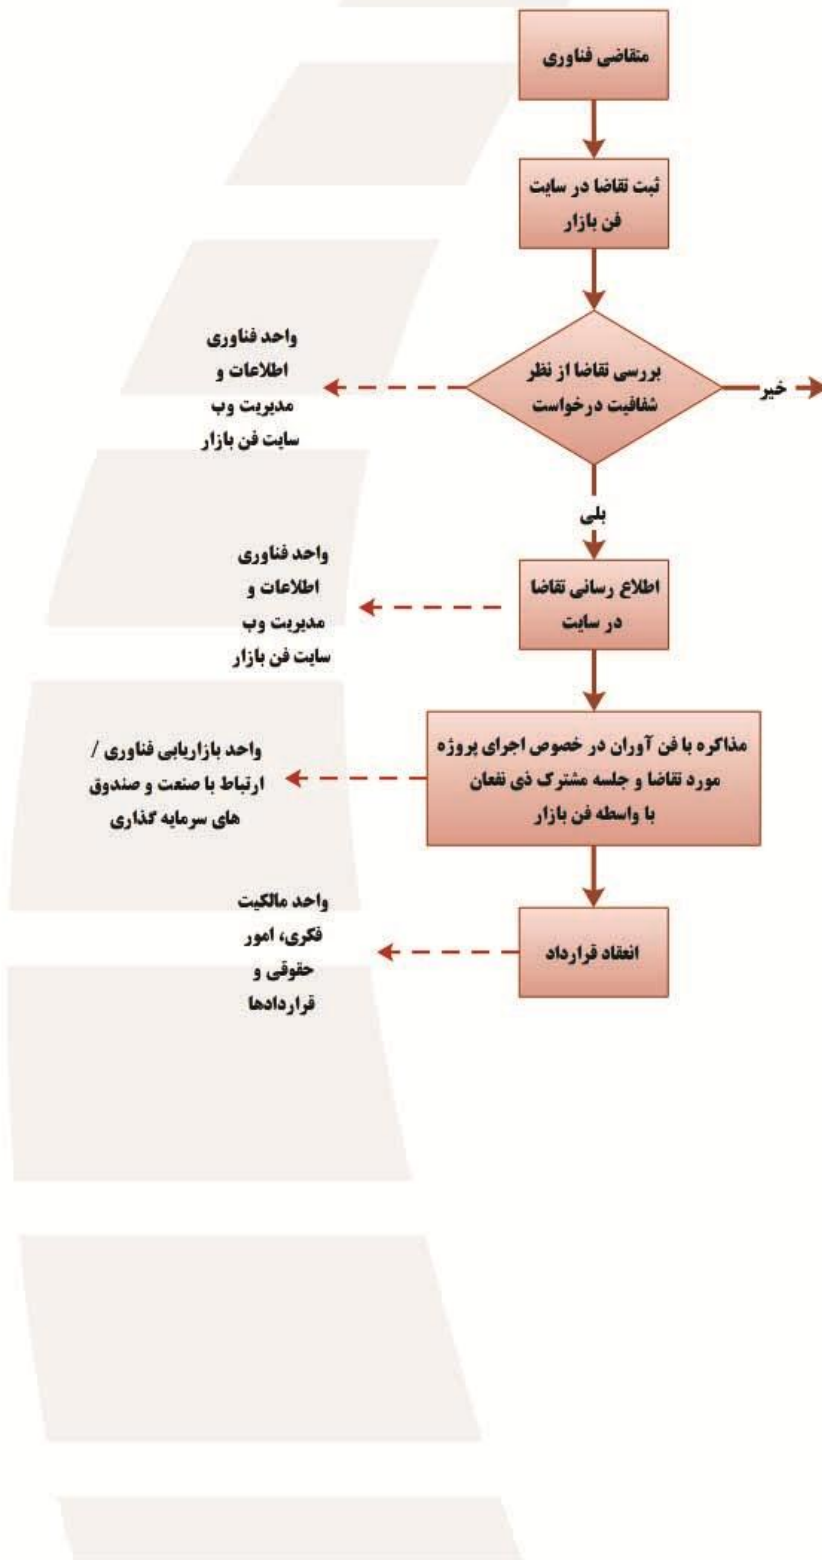 متقاضی فناوری
ثبت تقاضا در سایت
فن بازار
بررسی تقاضا از نظر
شفافیت درخواست
خیر
واحد فناوری
اطلاعات و
مدیریت وب
سایت فن بازار
بلی
اطلاع رسانی تقاضا
در سایت
واحد فناوری
اطلاعات و
مدیریت وب
سایت فن بازار
مذاکره با فن آوران در خصوص اجرای پروژه
مورد تقاضا و جلسه مشترک ذی نفعان
با واسطه فن بازار
واحد بازاریابی فناوری /
ارتباط با صنعت و صندوق
های سرمایه گذاری
انعقاد قرارداد
واحد مالکیت
فکری، امور
حقوقی و
قراردادها